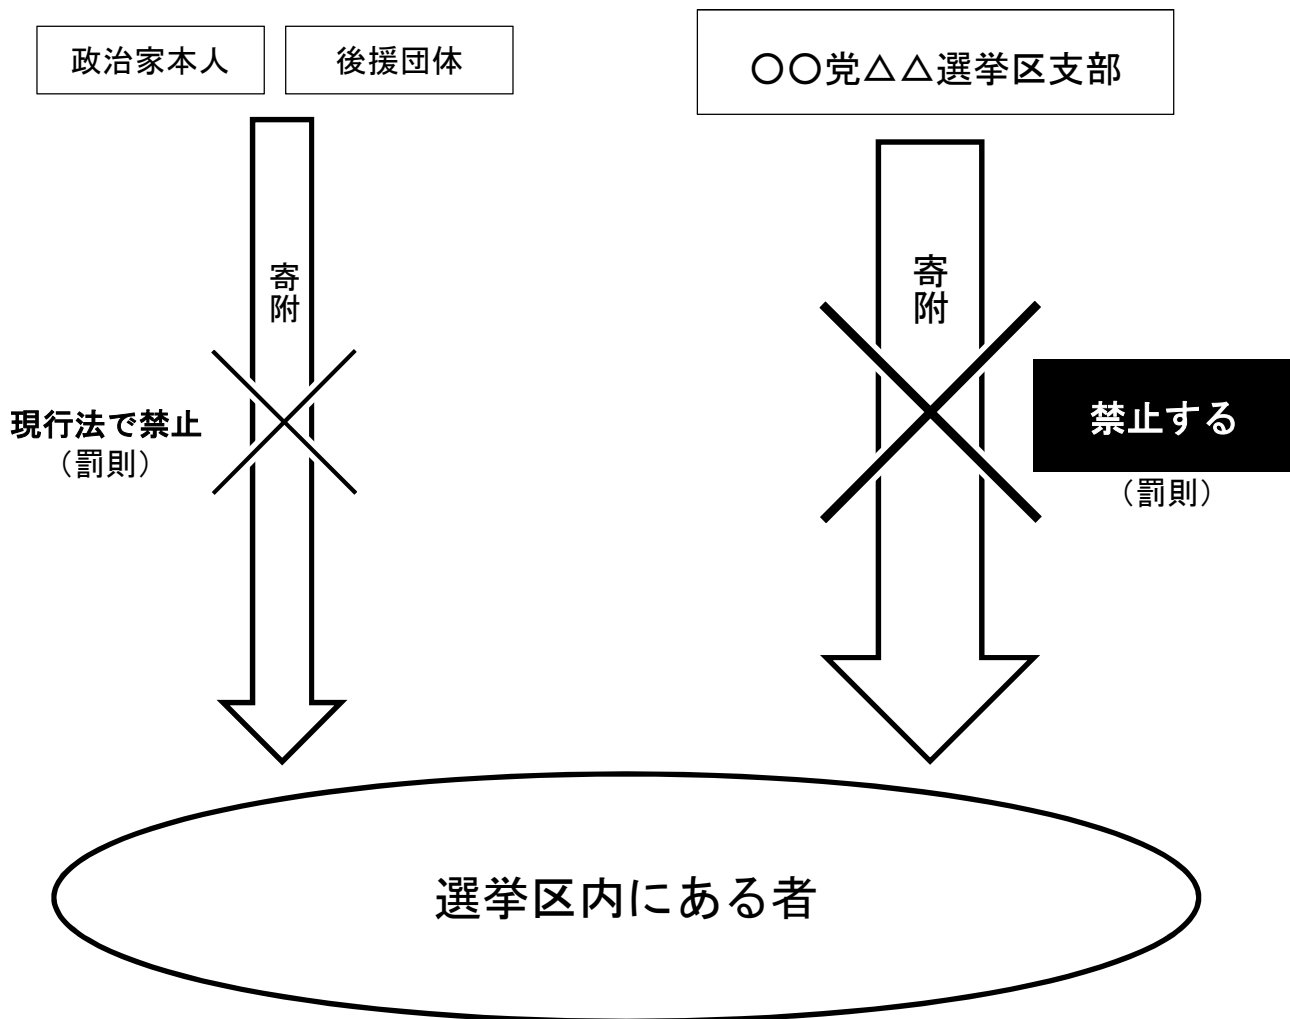 政治家本人
後援団体
〇〇党△△選挙区支部
寄附
寄附
現行法で禁止
（罰則）
禁止する
（罰則）
選挙区内にある者